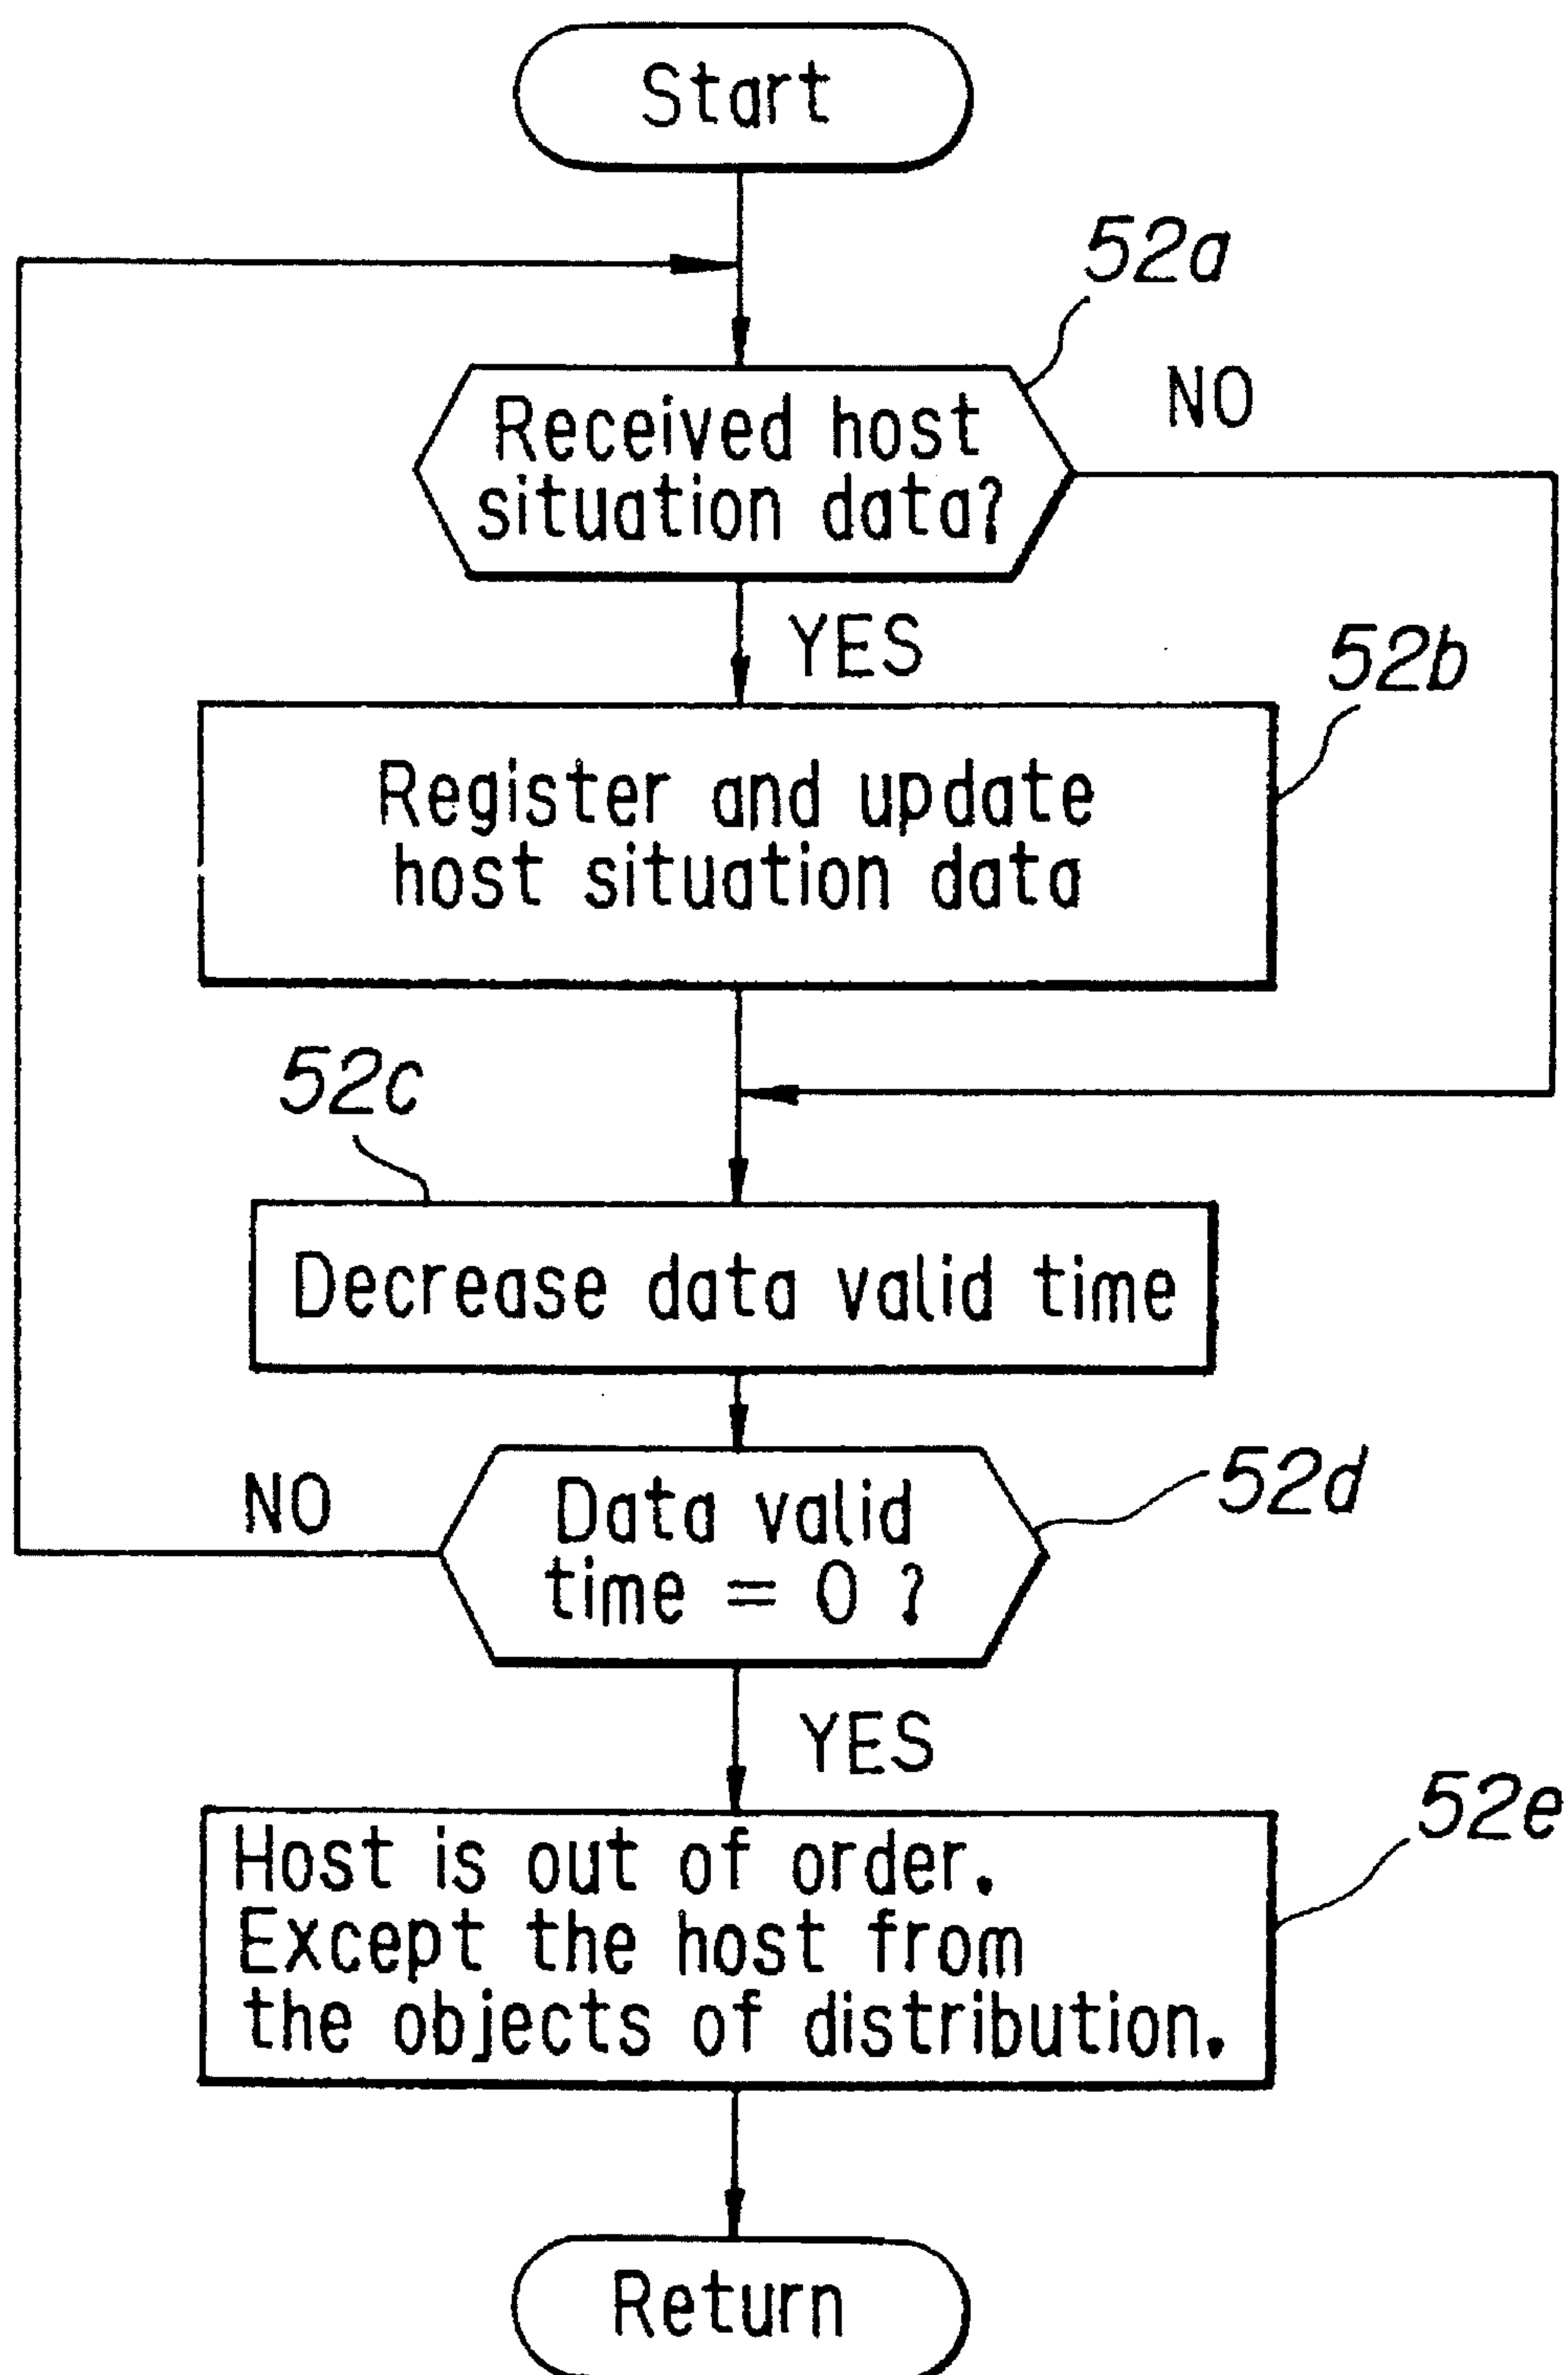 Start
52a
Received host
situation data?
NO
YES
52b
Register and update
host situation data
52c
Decrease data valid time
52d
Data valid
time = 0 ?
NO
YES
52e
Host is out of order.
Except the host from
the objects of distribution.
Return